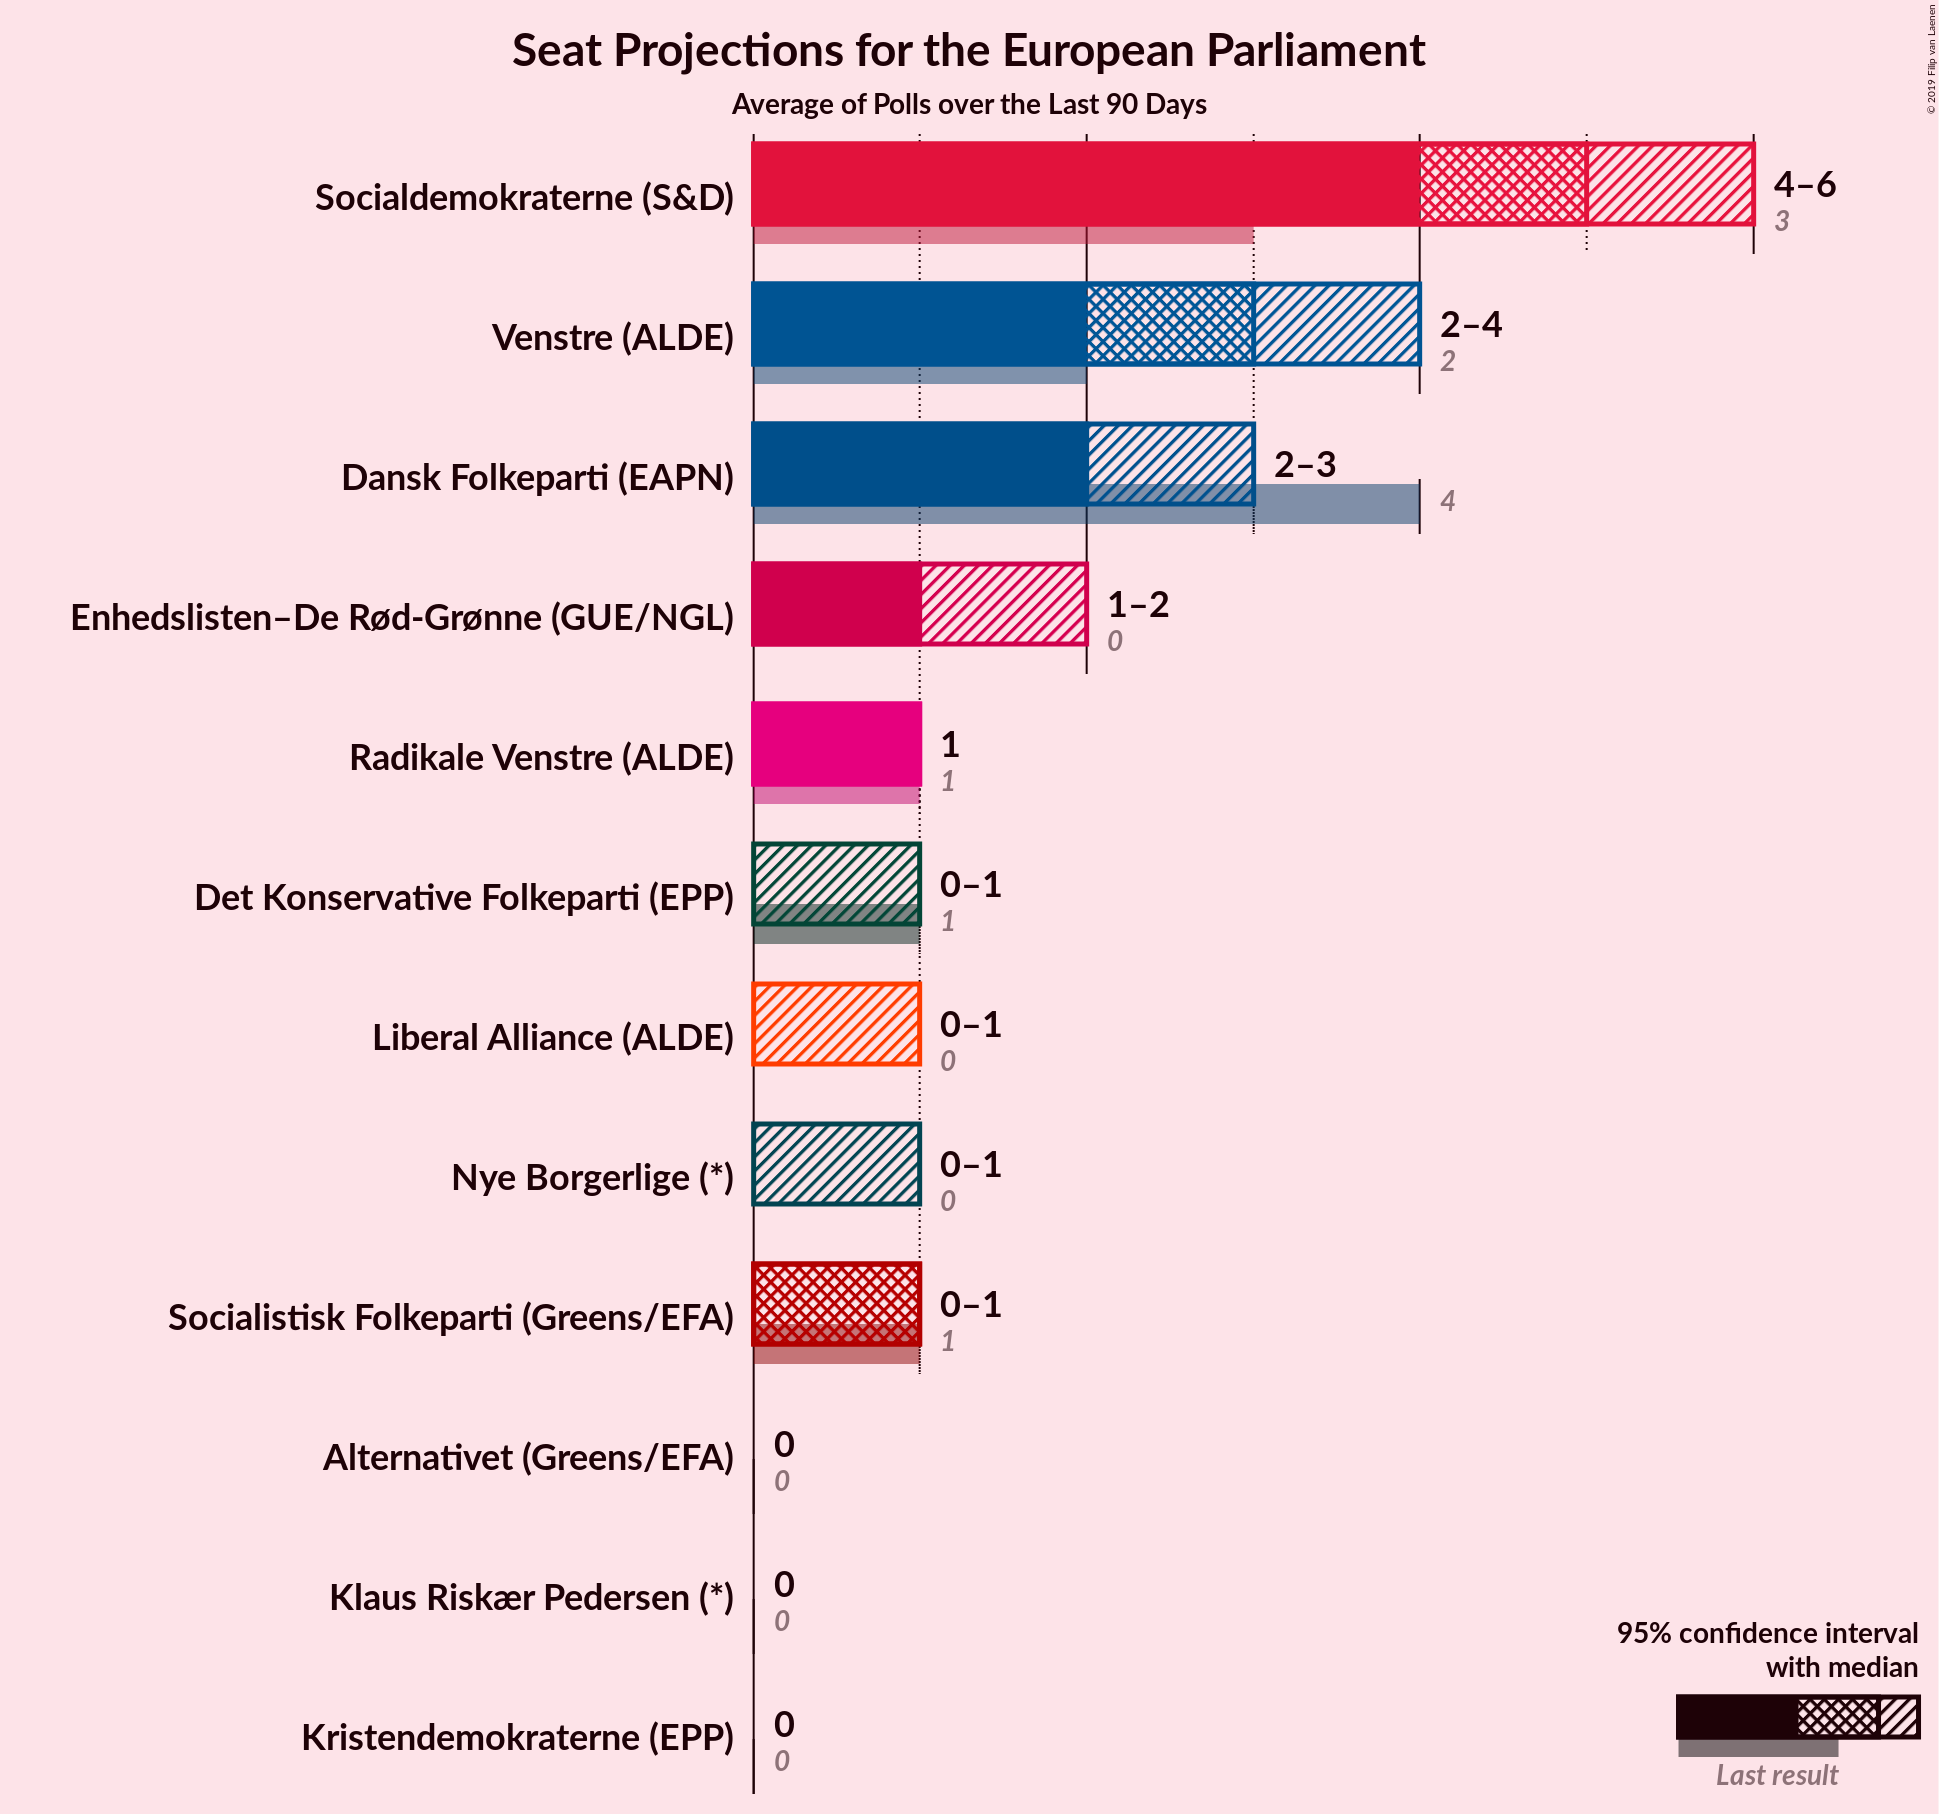 Seat Projections for the European Parliament
Average of Polls over the Last 90 Days
© 2019 Filip van Laenen
Socialdemokraterne (S&D)
4–6
3
Venstre (ALDE)
2–4
2
Dansk Folkeparti (EAPN)
2–3
4
Enhedslisten–De Rød-Grønne (GUE/NGL)
1–2
0
Radikale Venstre (ALDE)
1
1
Det Konservative Folkeparti (EPP)
0–1
1
Liberal Alliance (ALDE)
0–1
0
Nye Borgerlige (*)
0–1
0
Socialistisk Folkeparti (Greens/EFA)
0–1
1
Alternativet (Greens/EFA)
0
0
Klaus Riskær Pedersen (*)
0
0
Kristendemokraterne (EPP)
0
0
95% confidence interval
with median
Last result